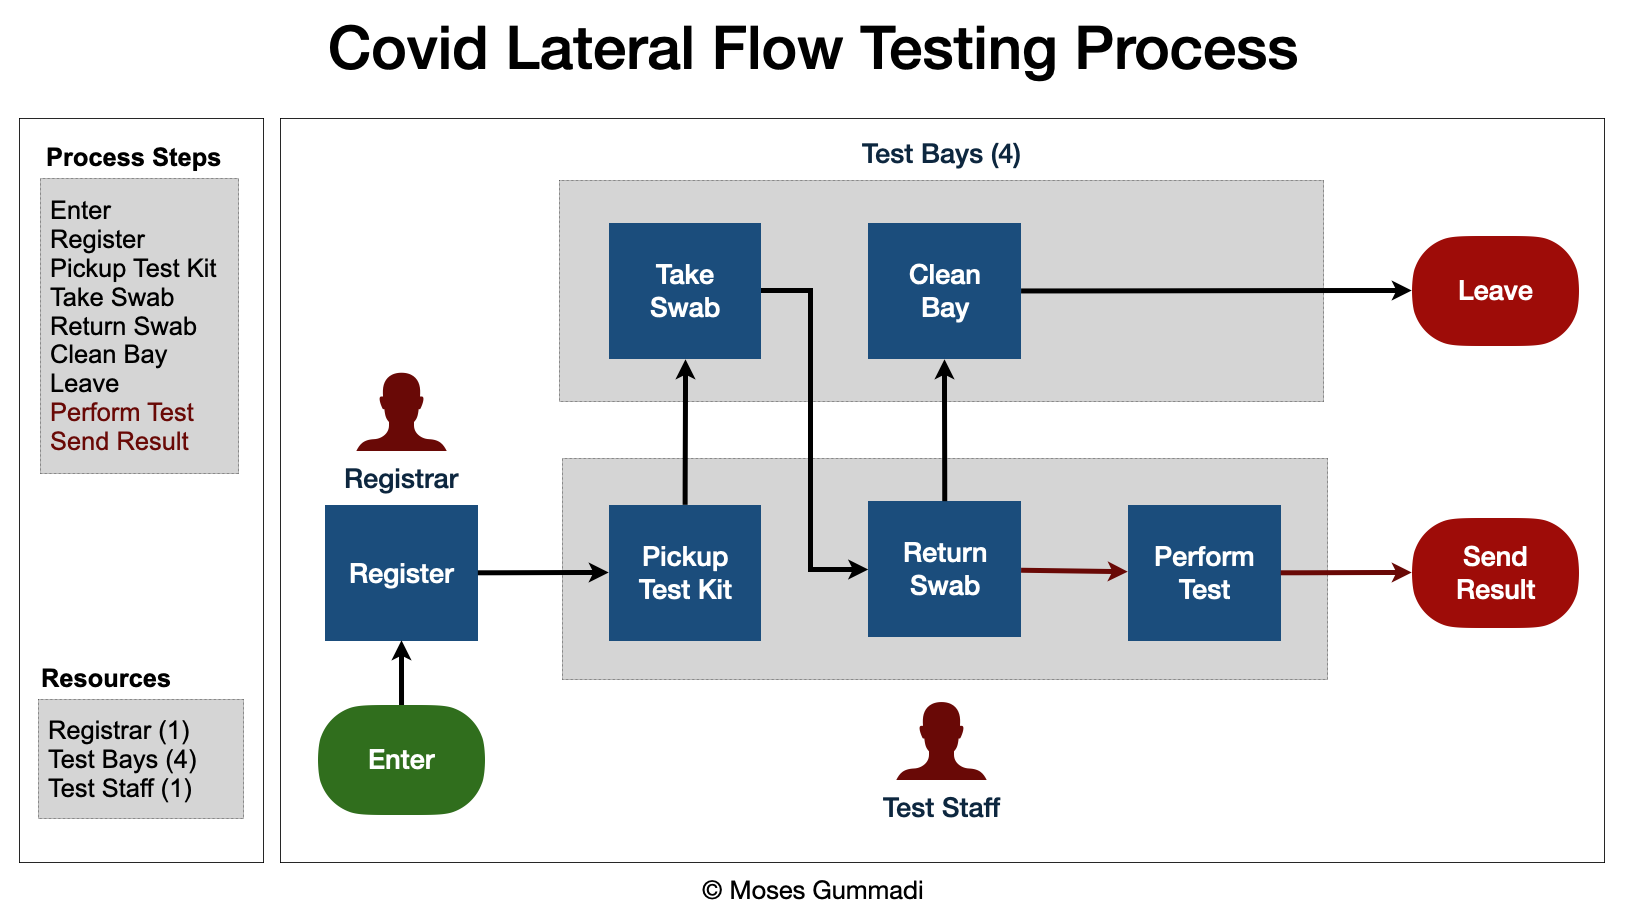 Covid Lateral Flow Testing Process
Process Steps
Enter
Register
Pickup Test Kit
Take Swab
Return Swab
Clean Bay
Leave
Perform Test
Send Result
Resources
Registrar (1)
Test Bays (4)
Test Staff (1)
Test Bays (4)
Take
Swab
Clean
Bay
Leave
Registrar
Register
Pickup
Test Kit
Return
Swab
Perform
Test
Send
Result
Enter
Test Staff
© Moses Gummadi